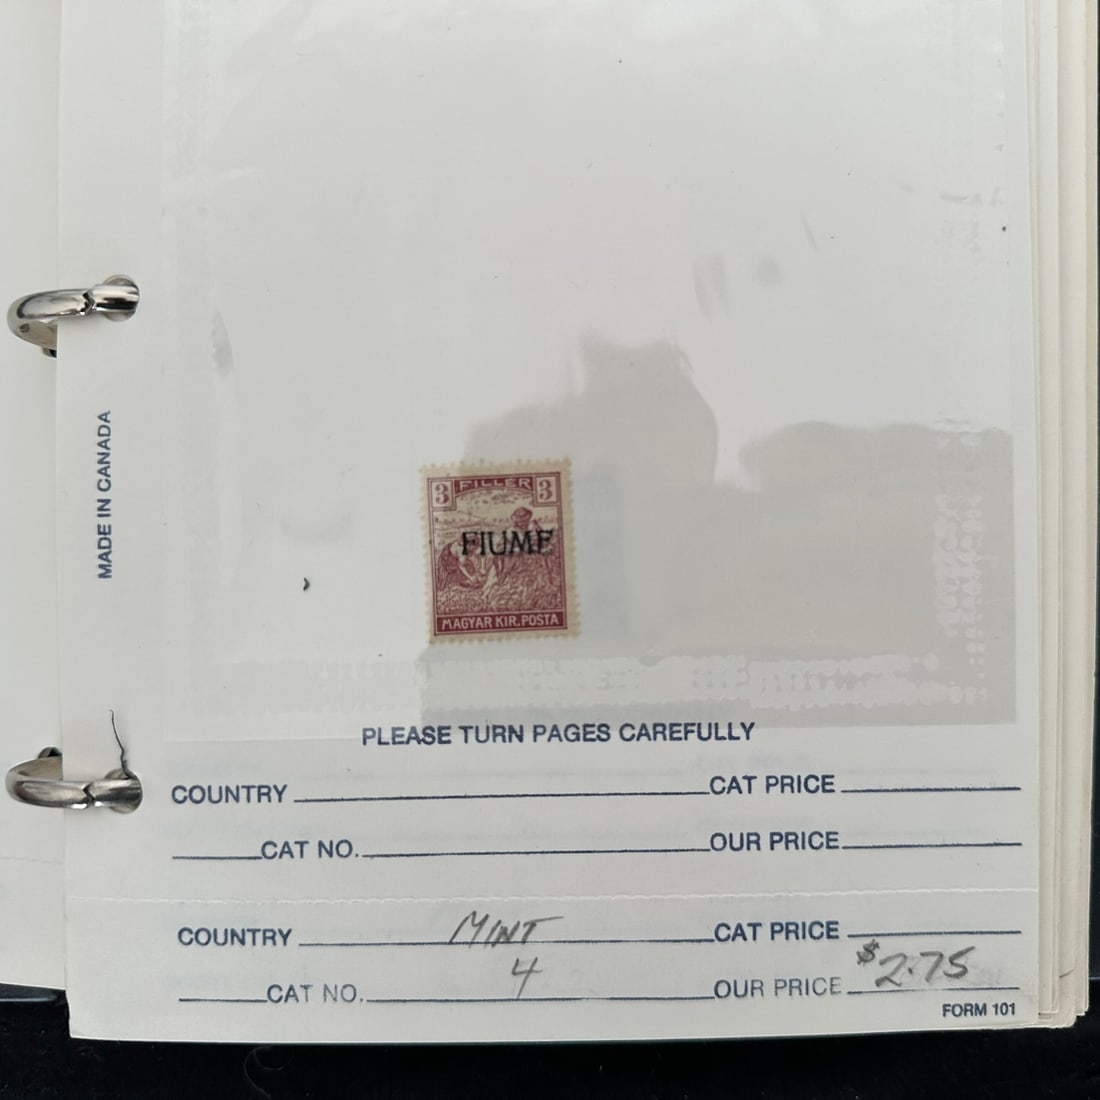 MADE IN CANADA
3 FILLER 3
FIUME
MAGYAR KIR. POSTA
PLEASE TURN PAGES CAREFULLY
COUNTRY CAT PRICE
CAT NO. OUR PRICE
COUNTRY MINT CAT PRICE
CAT NO. 4 OUR PRICE $2.75
FORM 101